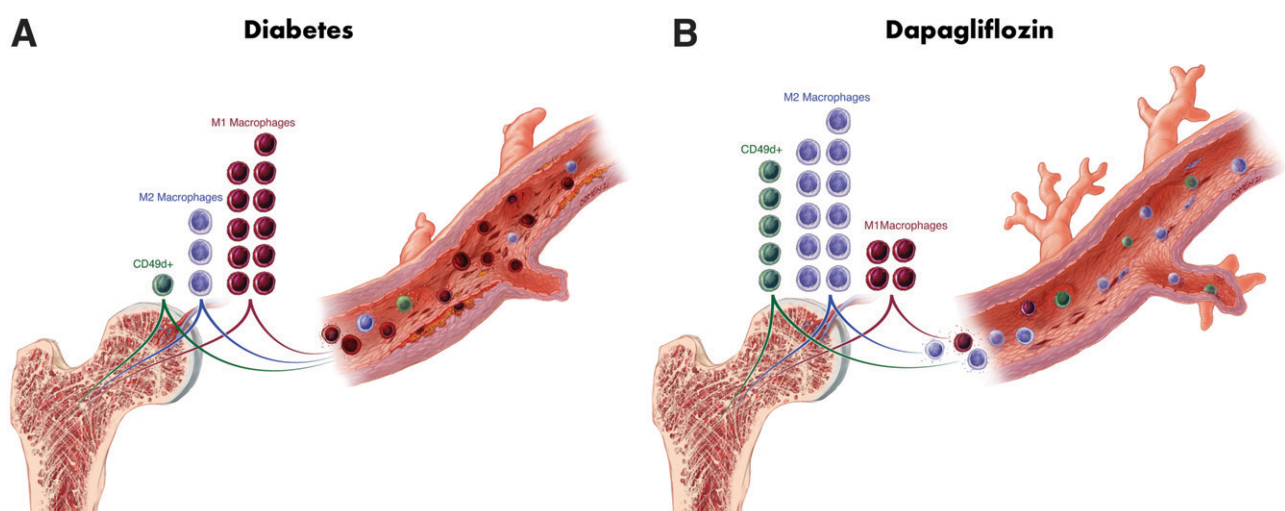 A
Diabetes
M1 Macrophages
M2 Macrophages
CD49d+
B
Dapagliflozin
M2 Macrophages
CD49d+
M1Macrophages